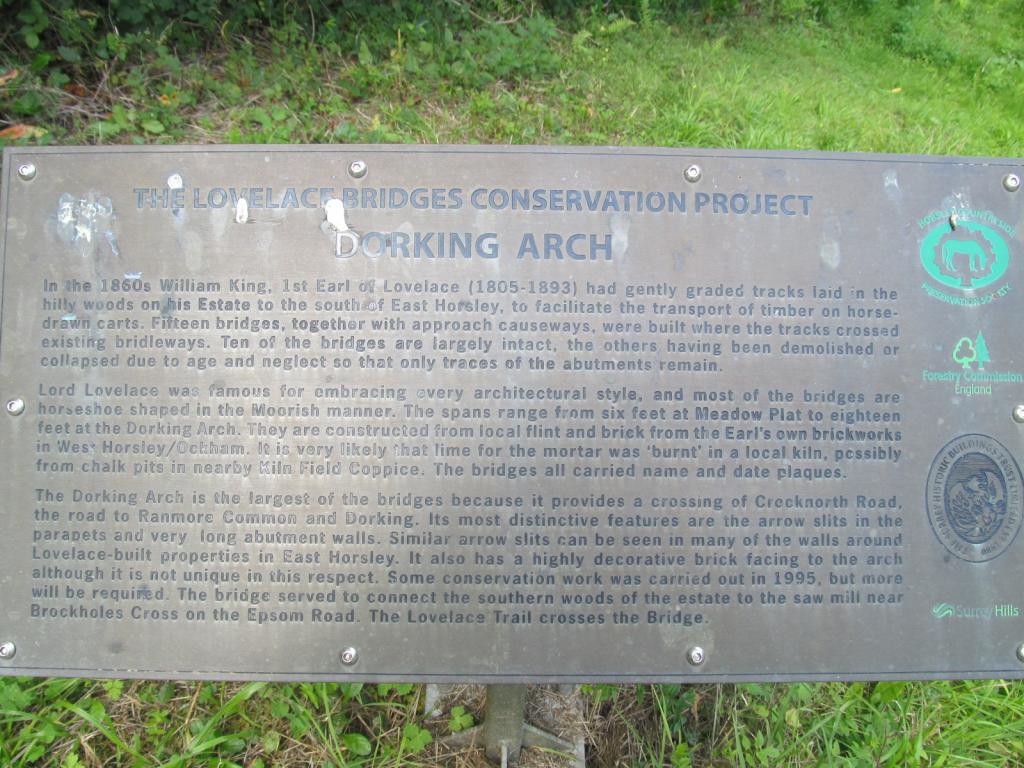 THE LOVELACE BRIDGES CONSERVATION PROJECT
DORKING ARCH
In the 1860s William King, 1st Earl of Lovelace (1805-1893) had gently graded tracks laid in the
hilly woods on his Estate to the south of East Horsley, to facilitate the transport of timber on horse-
drawn carts. Fifteen bridges, together with approach causeways, were built where the tracks crossed
existing bridleways. Ten of the bridges are largely intact, the others having been demolished or
collapsed due to age and neglect so that only traces of the abutments remain.
Lord Lovelace was famous for embracing every architectural style, and most of the bridges are
horseshoe shaped in the Moorish manner. The spans range from six feet at Meadow Plat to eighteen
feet at the Dorking Arch. They are constructed from local flint and brick from the Earl's own brickworks
in West Horsley/Ockham. It is very likely that lime for the mortar was 'burnt' in a local kiln, possibly
from chalk pits in nearby Kiln Field Coppice. The bridges all carried name and date plaques.
The Dorking Arch is the largest of the bridges because it provides a crossing of Crocknorth Road,
the road to Ranmore Common and Dorking. Its most distinctive features are the arrow slits in the
parapets and very long abutment walls. Similar arrow slits can be seen in many of the walls around
Lovelace-built properties in East Horsley. It also has a highly decorative brick facing to the arch
although it is not unique in this respect. Some conservation work was carried out in 1995, but more
will be required. The bridge served to connect the southern woods of the estate to the saw mill near
Brockholes Cross on the Epsom Road. The Lovelace Trail crosses the Bridge.
HORSLEY COUNTRYSIDE
PRESERVATION SOCIETY
Forestry Commission
England
THE SURREY HISTORIC BUILDINGS TRUST LTD
Surrey Hills